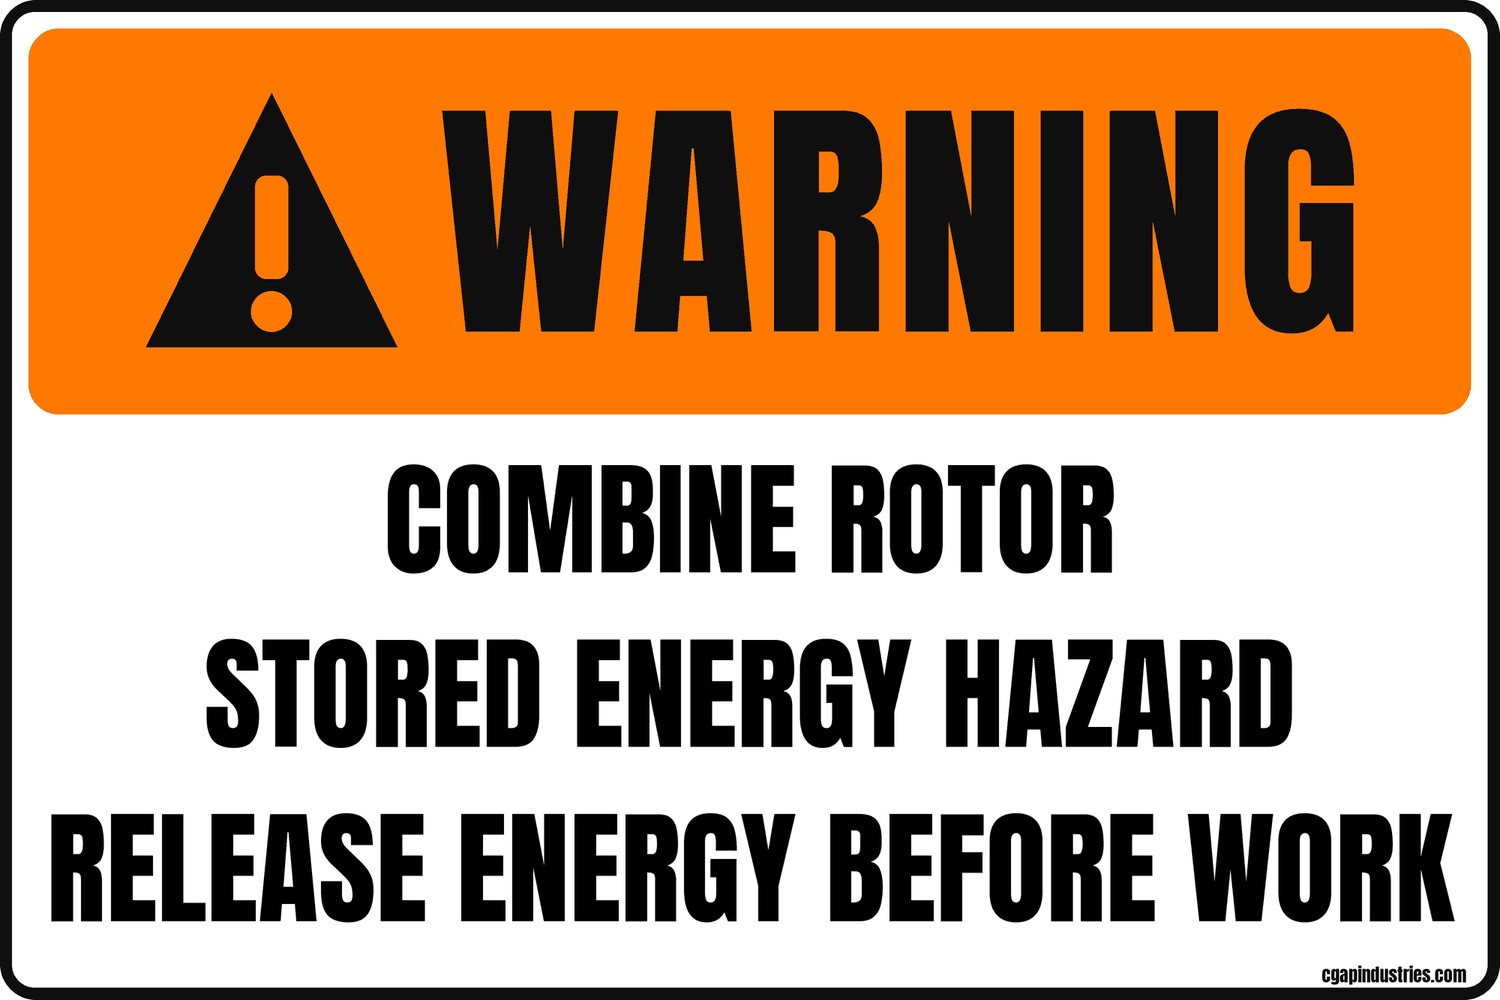 WARNING
COMBINE ROTOR
STORED ENERGY HAZARD
RELEASE ENERGY BEFORE WORK
cgapindustries.com